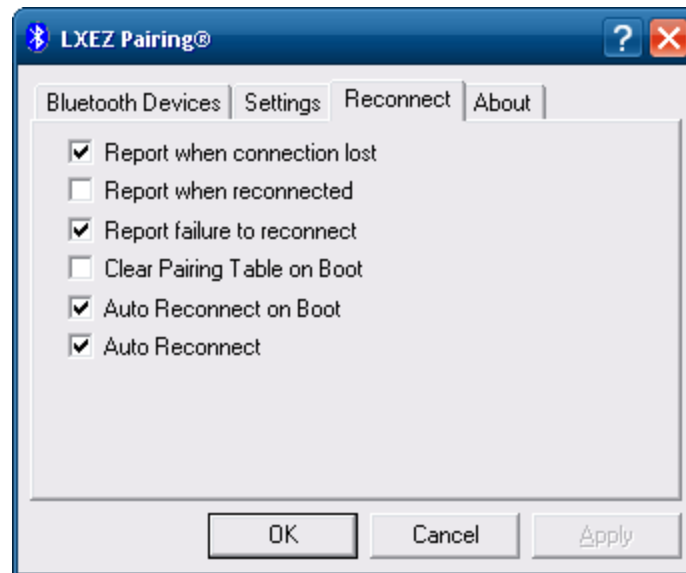 LXEZ Pairing®
?
Bluetooth Devices Settings Reconnect About
Report when connection lost
Report when reconnected
Report failure to reconnect
Clear Pairing Table on Boot
Auto Reconnect on Boot
Auto Reconnect
OK Cancel Apply